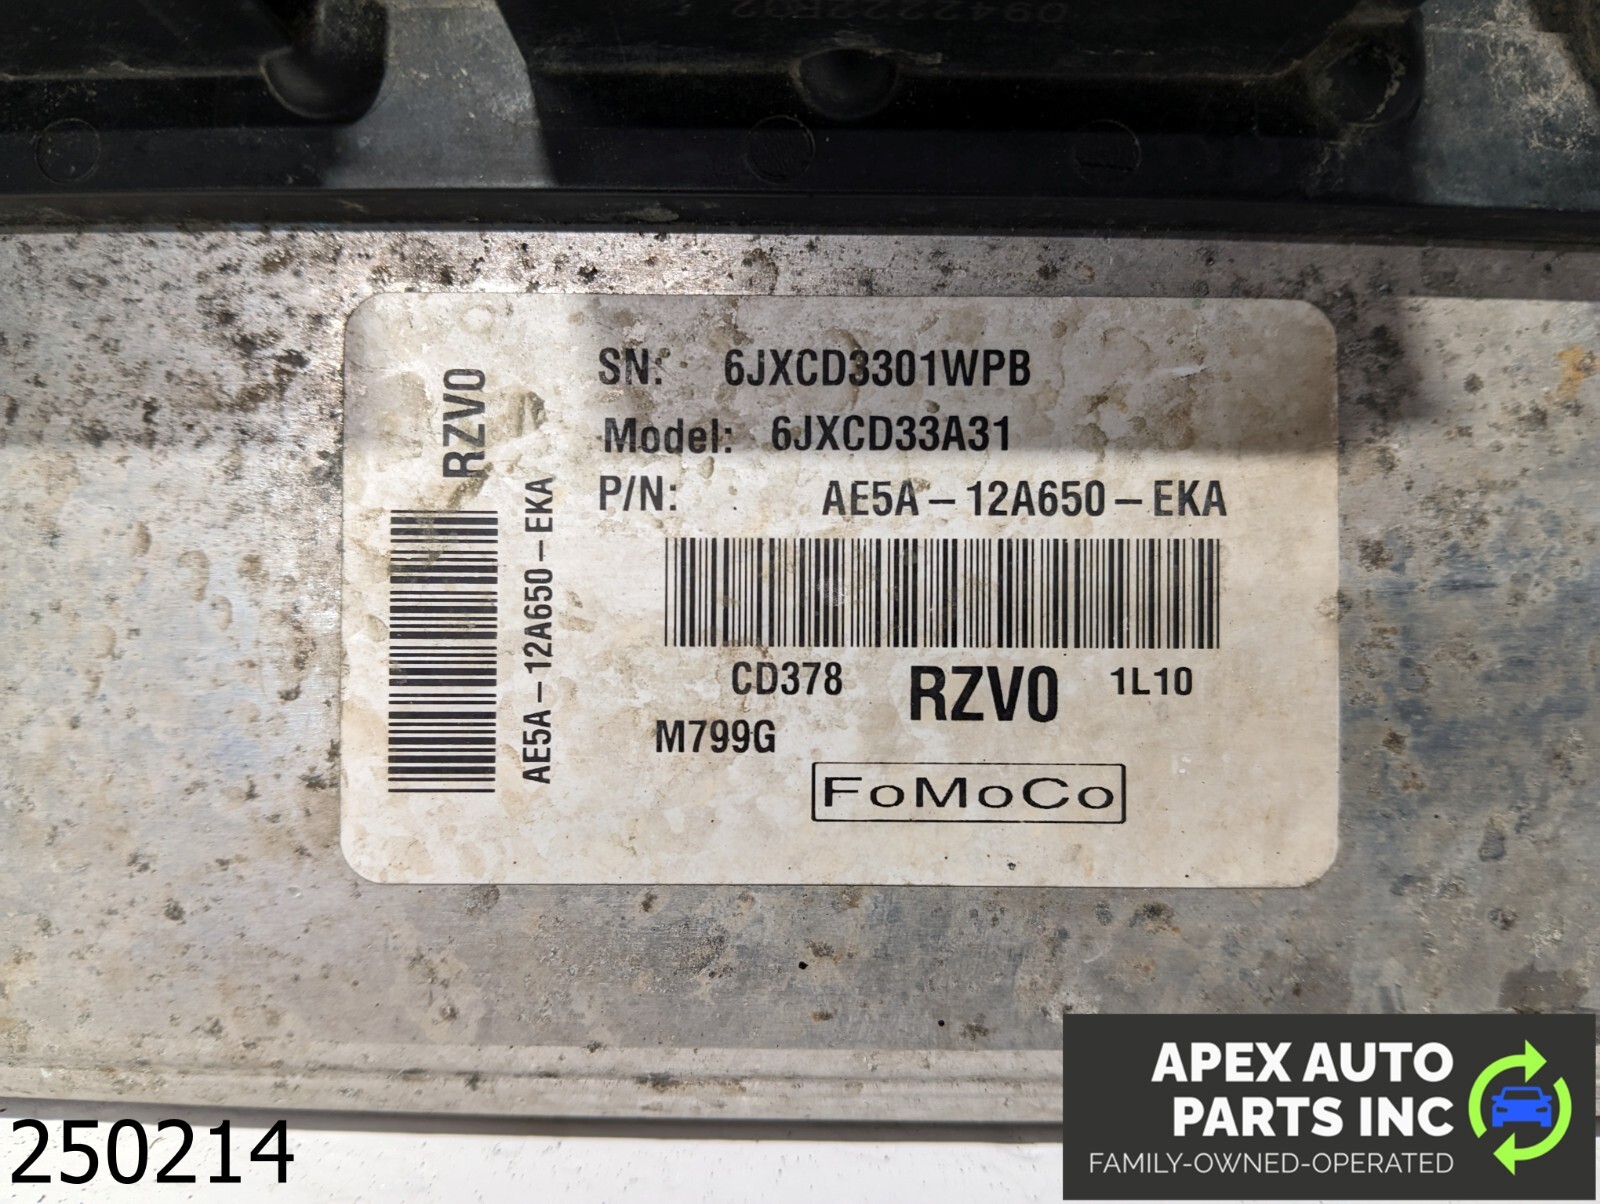 SN: 6JXCD3301WPB
Model: 6JXCD33A31
P/N: AE5A-12A650-EKA
RZV0
AE5A-12A650-EKA
CD378 RZV0 1L10
M799G
FoMoCo
250214
APEX AUTO
PARTS INC
FAMILY-OWNED-OPERATED